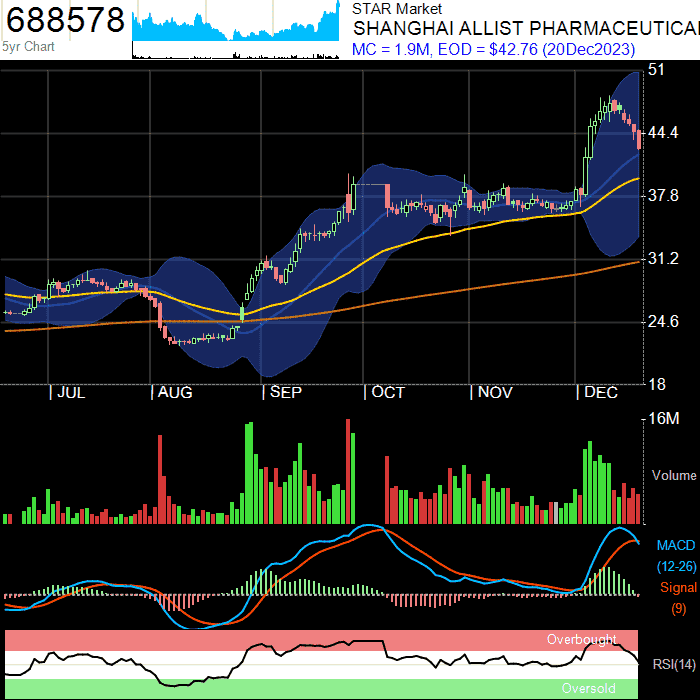 688578
5yr Chart
STAR Market
SHANGHAI ALLIST PHARMACEUTICA
MC = 1.9M, EOD = $42.76 (20Dec2023)
51
44.4
37.8
31.2
24.6
18
| JUL
| AUG
| SEP
| OCT
| NOV
| DEC
16M
Volume
MACD
(12-26)
Signal
(9)
Overbought
RSI(14)
Oversold